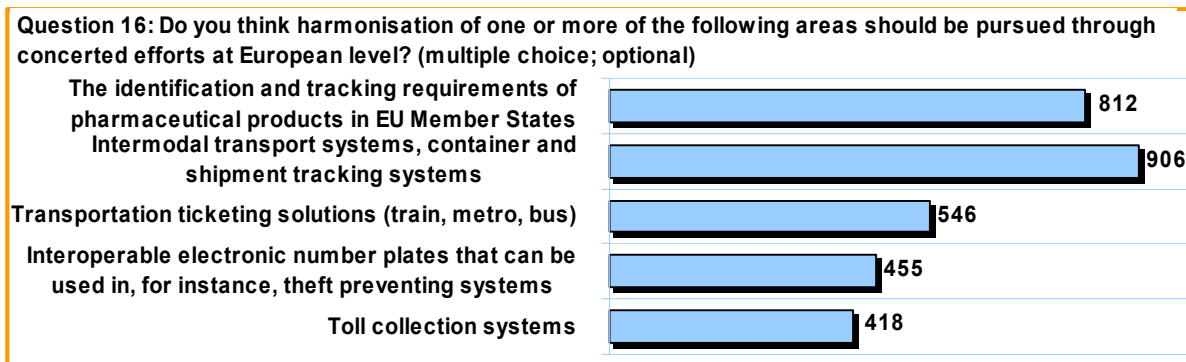 Question 16: Do you think harmonisation of one or more of the following areas should be pursued through
concerted efforts at European level? (multiple choice; optional)
The identification and tracking requirements of
pharmaceutical products in EU Member States
812
Intermodal transport systems, container and
shipment tracking systems
906
Transportation ticketing solutions (train, metro, bus)
546
Interoperable electronic number plates that can be
used in, for instance, theft preventing systems
455
Toll collection systems
418